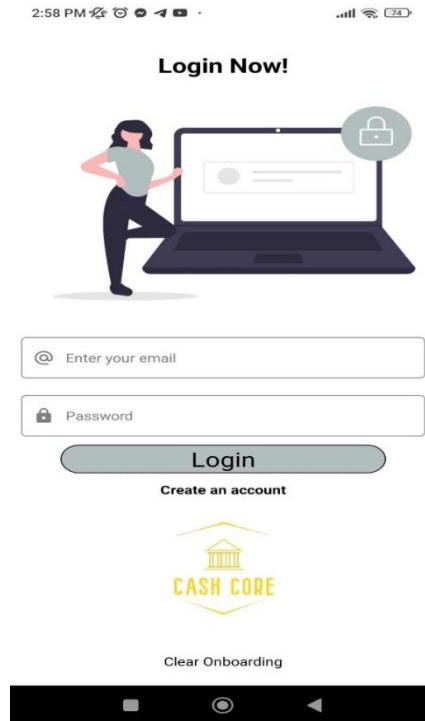 2:58 PM
74
Login Now!
Enter your email
Password
Login
Create an account
CASH CORE
Clear Onboarding